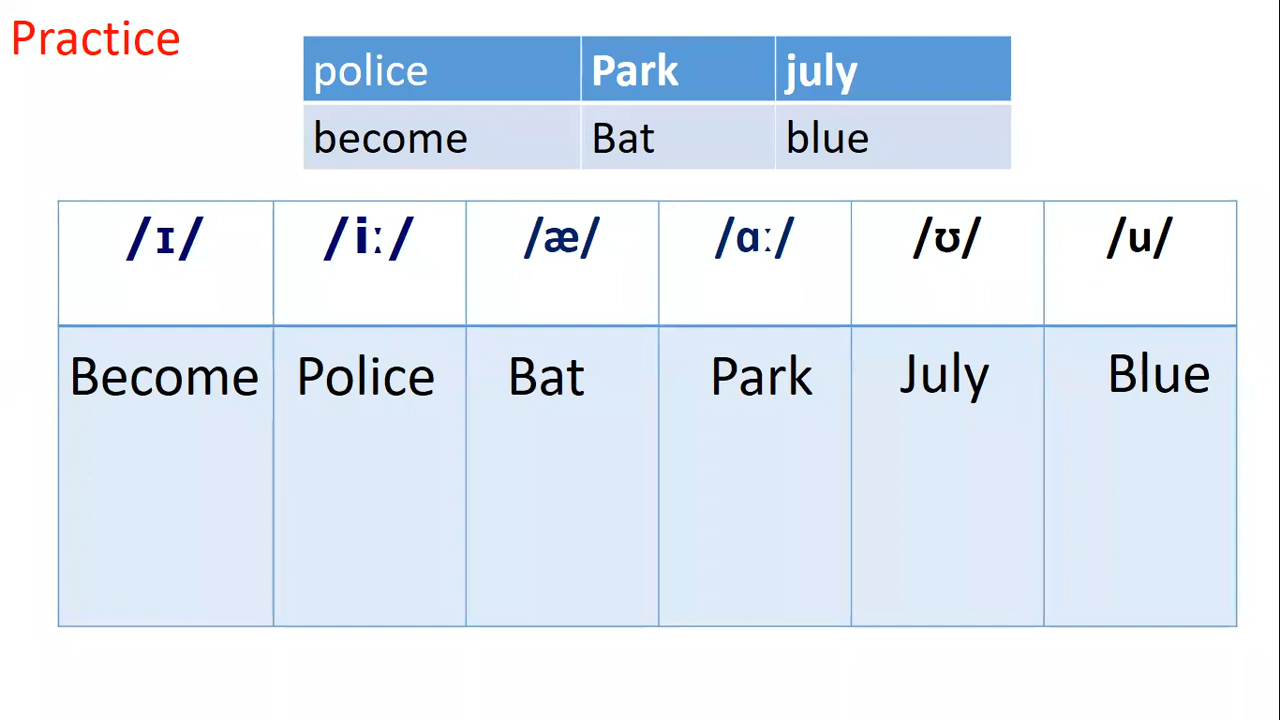 Practice
police Park july
become Bat blue
/ɪ/ /iː/ /æ/ /ɑː/ /ʊ/ /u/
Become Police Bat Park July Blue